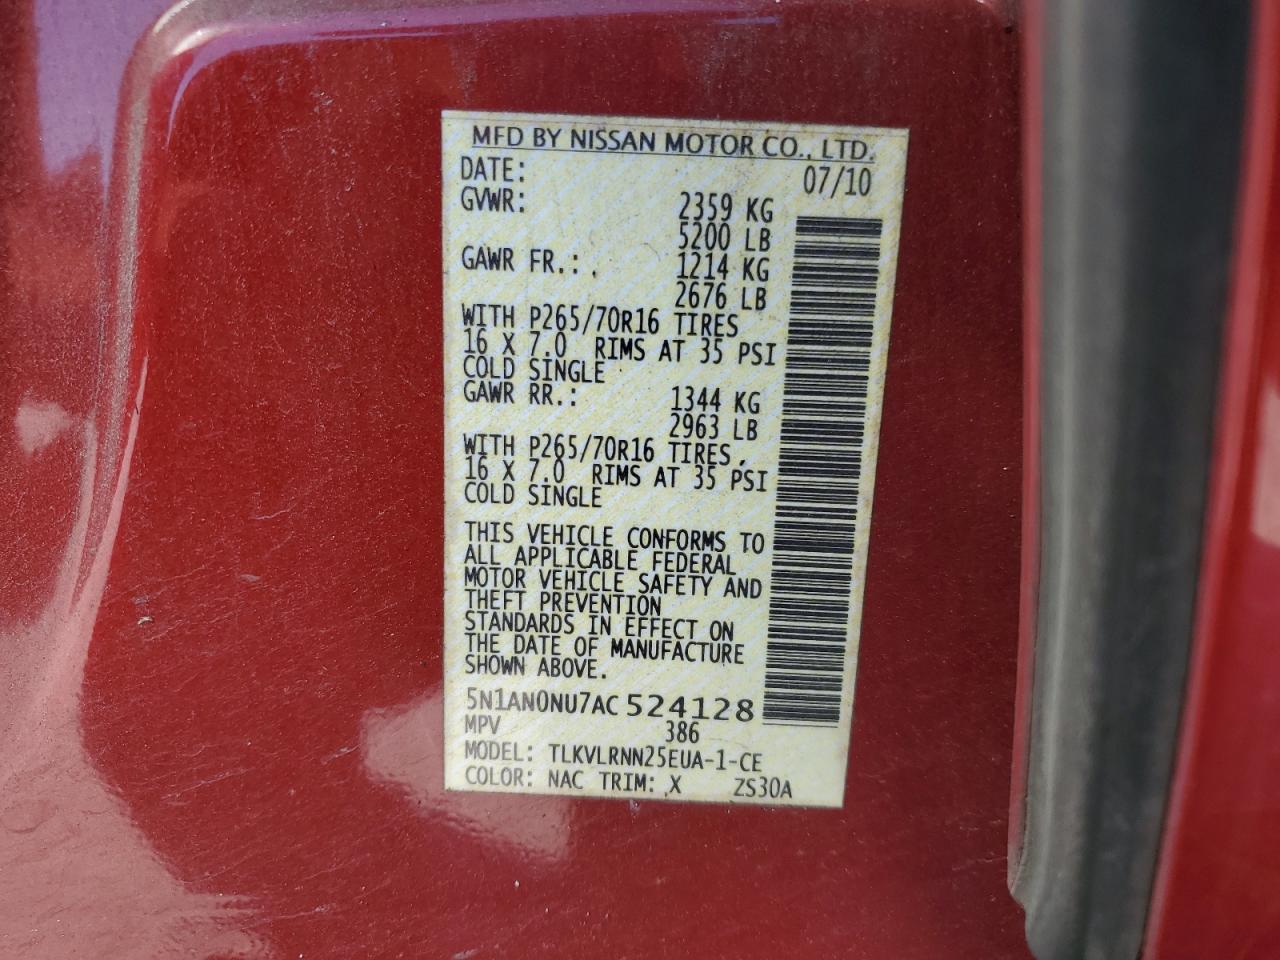 MFD BY NISSAN MOTOR CO., LTD.
DATE: 07/10
GVWR: 2359 KG
5200 LB
GAWR FR.: 1214 KG
2676 LB
WITH P265/70R16 TIRES
16 X 7.0 RIMS AT 35 PSI
COLD SINGLE
GAWR RR.: 1344 KG
2963 LB
WITH P265/70R16 TIRES,
16 X 7.0 RIMS AT 35 PSI
COLD SINGLE
THIS VEHICLE CONFORMS TO
ALL APPLICABLE FEDERAL
MOTOR VEHICLE SAFETY AND
THEFT PREVENTION
STANDARDS IN EFFECT ON
THE DATE OF MANUFACTURE
SHOWN ABOVE.
5N1AN0NU7AC524128
MPV 386
MODEL: TLKVLRNN25EUA-1-CE
COLOR: NAC TRIM: X ZS30A